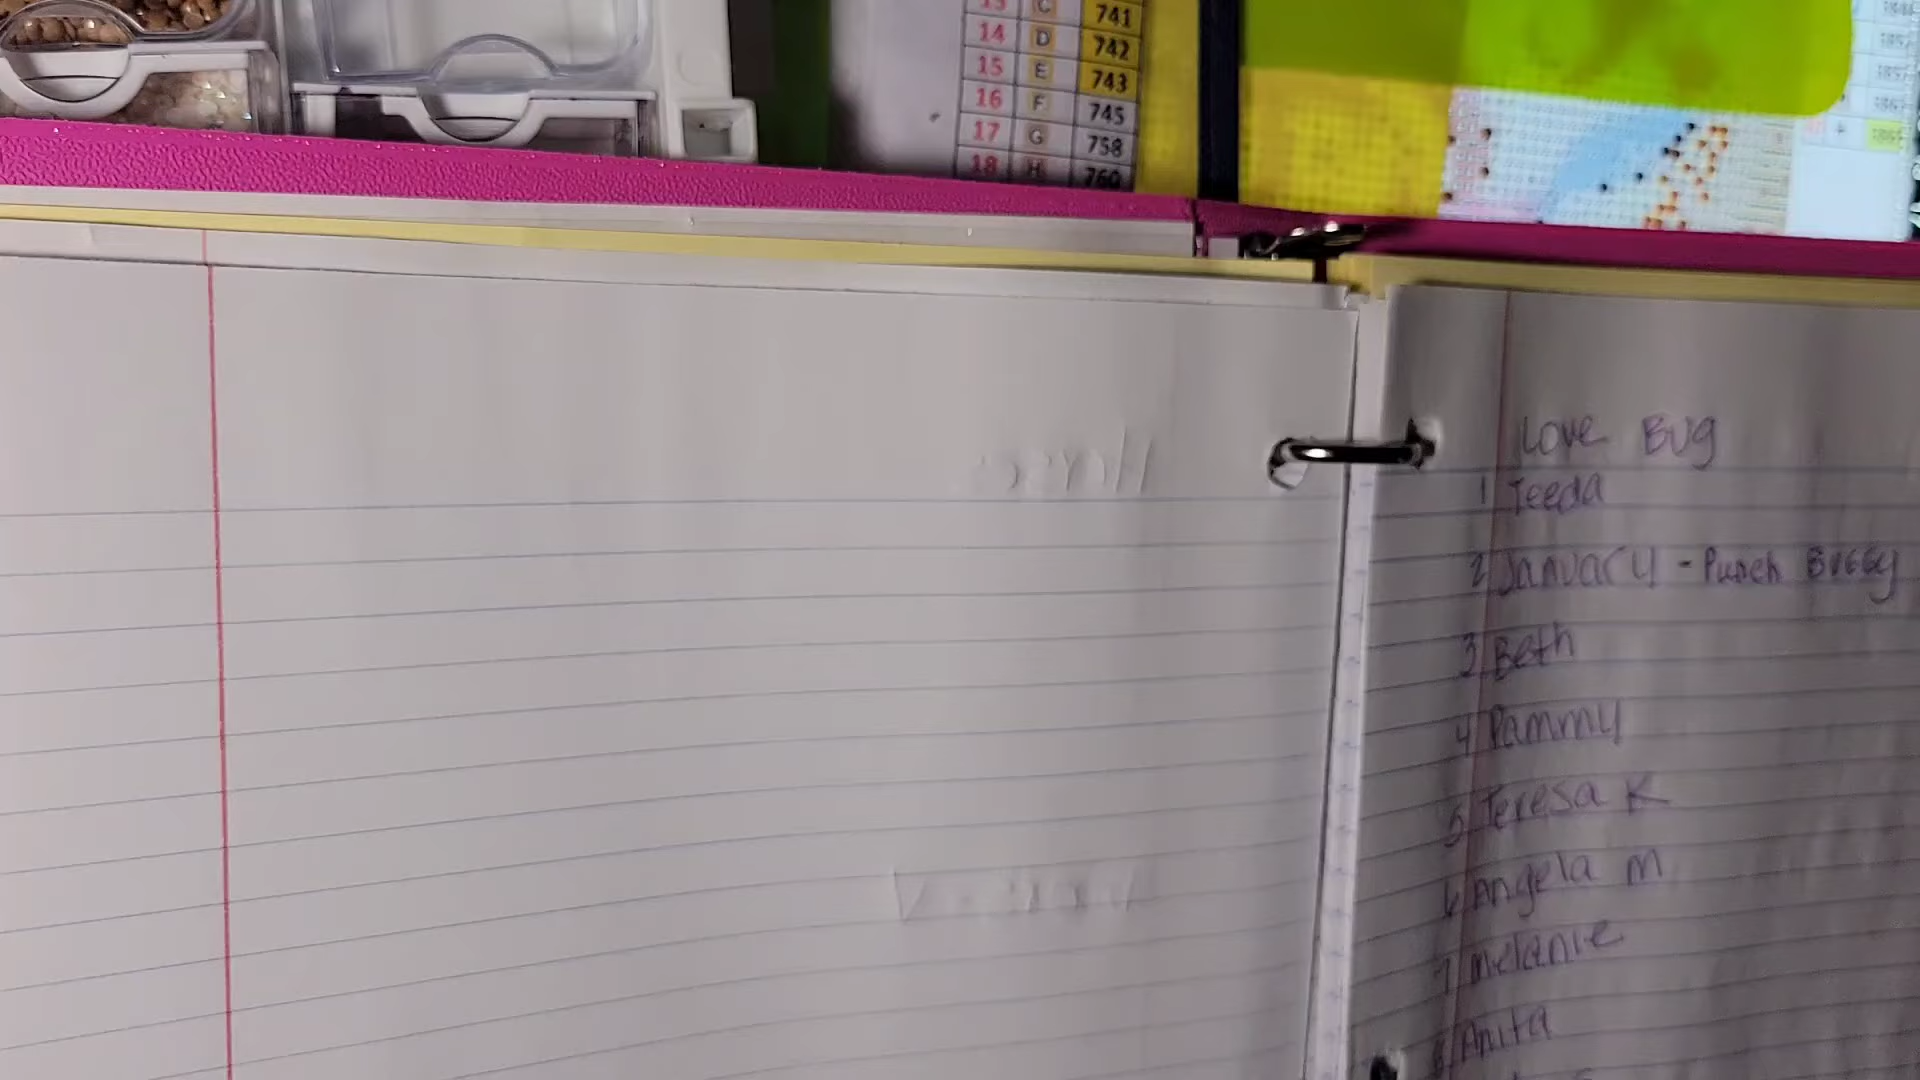 13 C 741
14 D 742
15 E 743
16 F 745
17 G 758
18 H 760
Love Bug
1 Teeda
2 January - Punch Buggy
3 Beth
4 Pammy
5 Teresa K
6 Angela M
7 Melanie
8 Anita